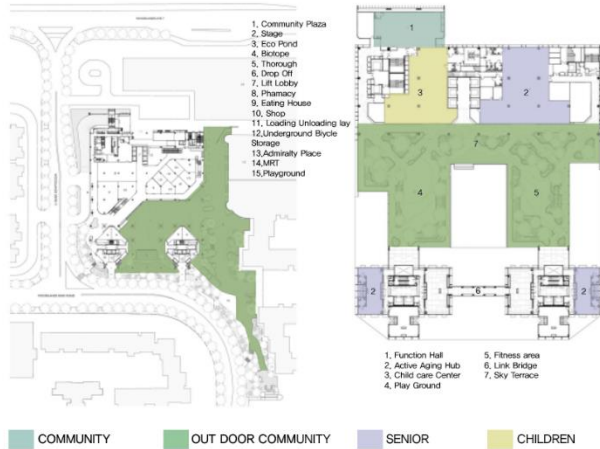 1, Community Plaza
2, Stage
3, Eco Pond
4, Biotope
5, Thorough
6, Drop Off
7, Lift Lobby
8, Phamacy
9, Eating House
10, Shop
11, Loading Unloading lay
12,Underground Biycle
Storage
13,Admiralty Place
14,MRT
15,Playground
1
3
2
7
4
5
2
6
2
1, Function Hall
2, Active Aging Hub
3, Child care Center
4, Play Ground
5, Fitness area
6, Link Bridge
7, Sky Terrace
COMMUNITY
OUT DOOR COMMUNITY
SENIOR
CHILDREN